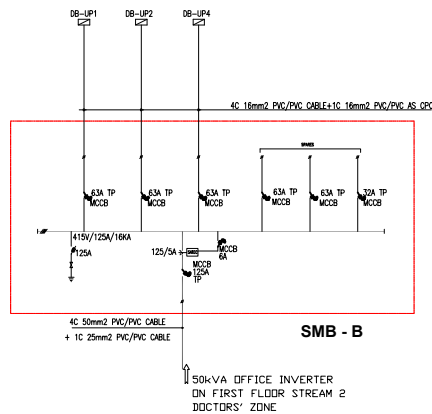 DB-UP1 DB-UP2 DB-UP4
4C 16mm2 PVC/PVC CABLE+1C 16mm2 PVC/PVC AS CPC
SPARES
63A TP MCCB
63A TP MCCB
63A TP MCCB
63A TP MCCB
63A TP MCCB
32A TP MCCB
415V/125A/16KA
125A
125/5A
MCCB
6A
MCCB
125A
TP
4C 50mm2 PVC/PVC CABLE
+ 1C 25mm2 PVC/PVC CABLE
SMB - B
50kVA OFFICE INVERTER
ON FIRST FLOOR STREAM 2
DOCTORS' ZONE